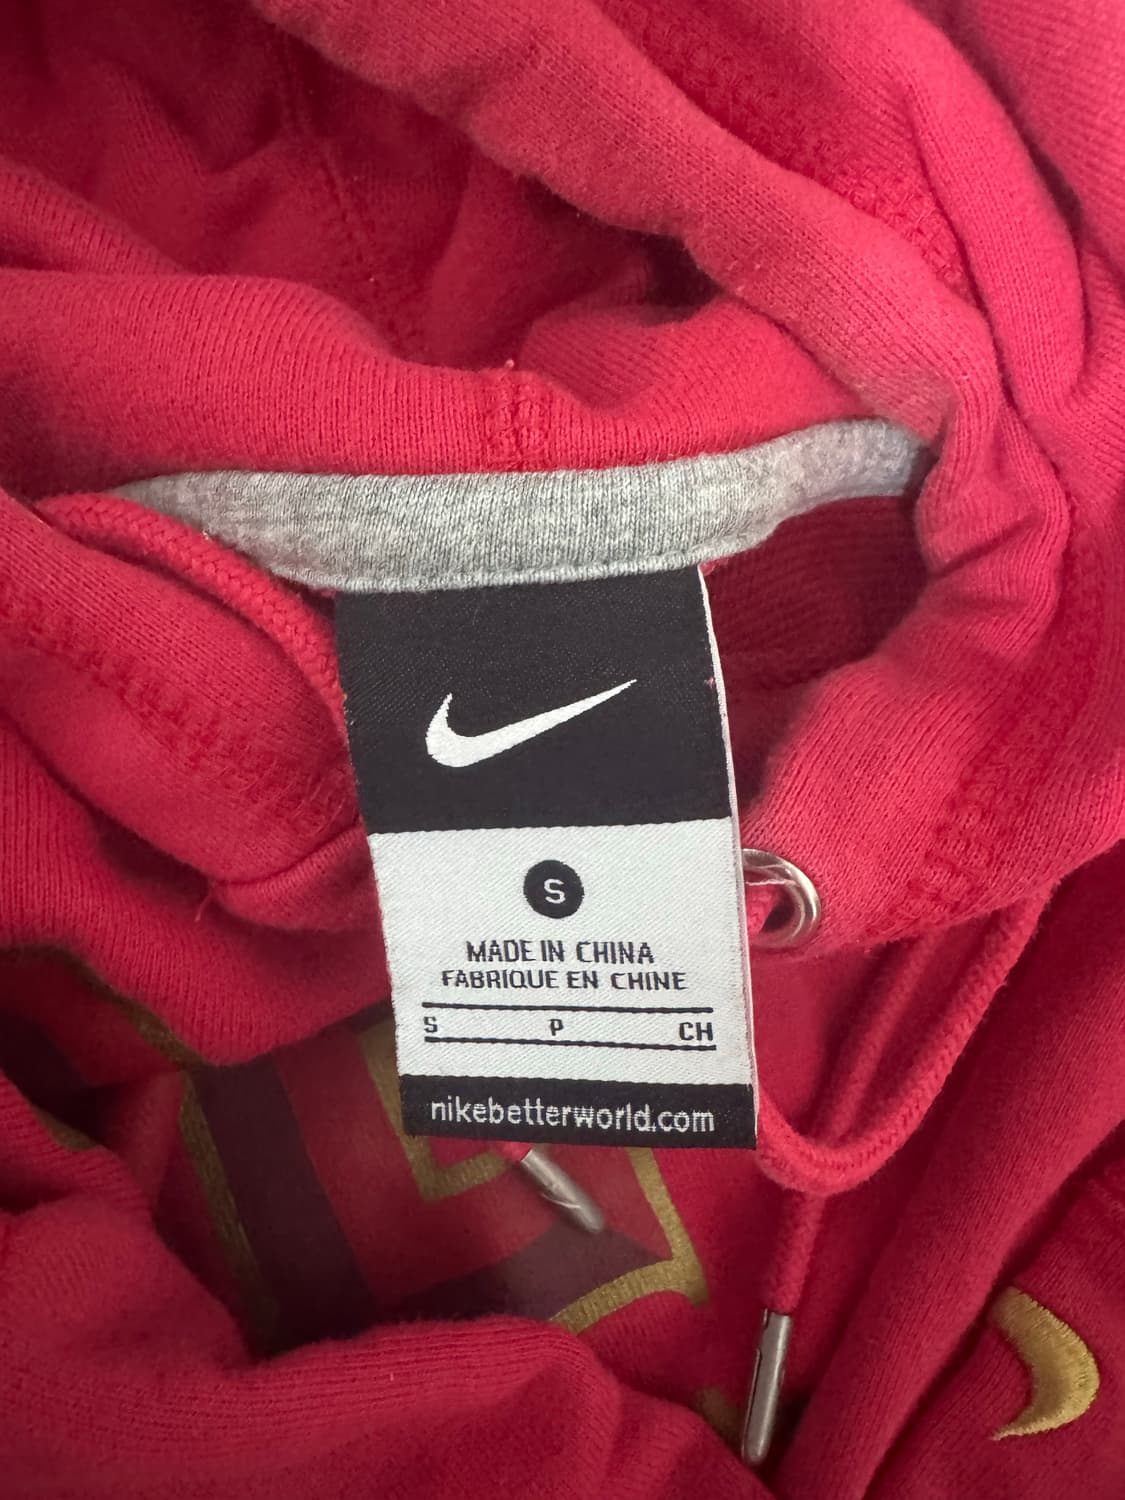 S
MADE IN CHINA
FABRIQUE EN CHINE
S P CH
nikebetterworld.com